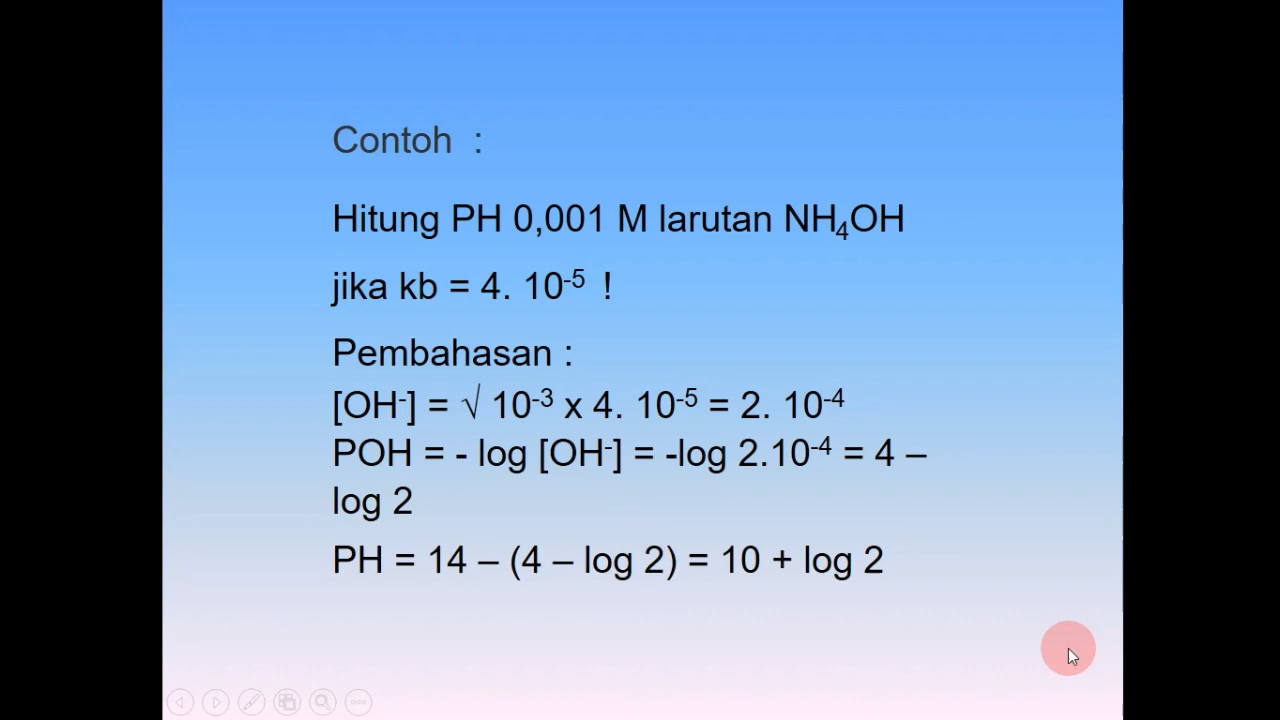 Contoh :
Hitung PH 0,001 M larutan NH₄OH
jika kb = 4. 10⁻⁵ !
Pembahasan :
[OH⁻] = √ 10⁻³ x 4. 10⁻⁵ = 2. 10⁻⁴
POH = - log [OH⁻] = -log 2.10⁻⁴ = 4 –
log 2
PH = 14 – (4 – log 2) = 10 + log 2